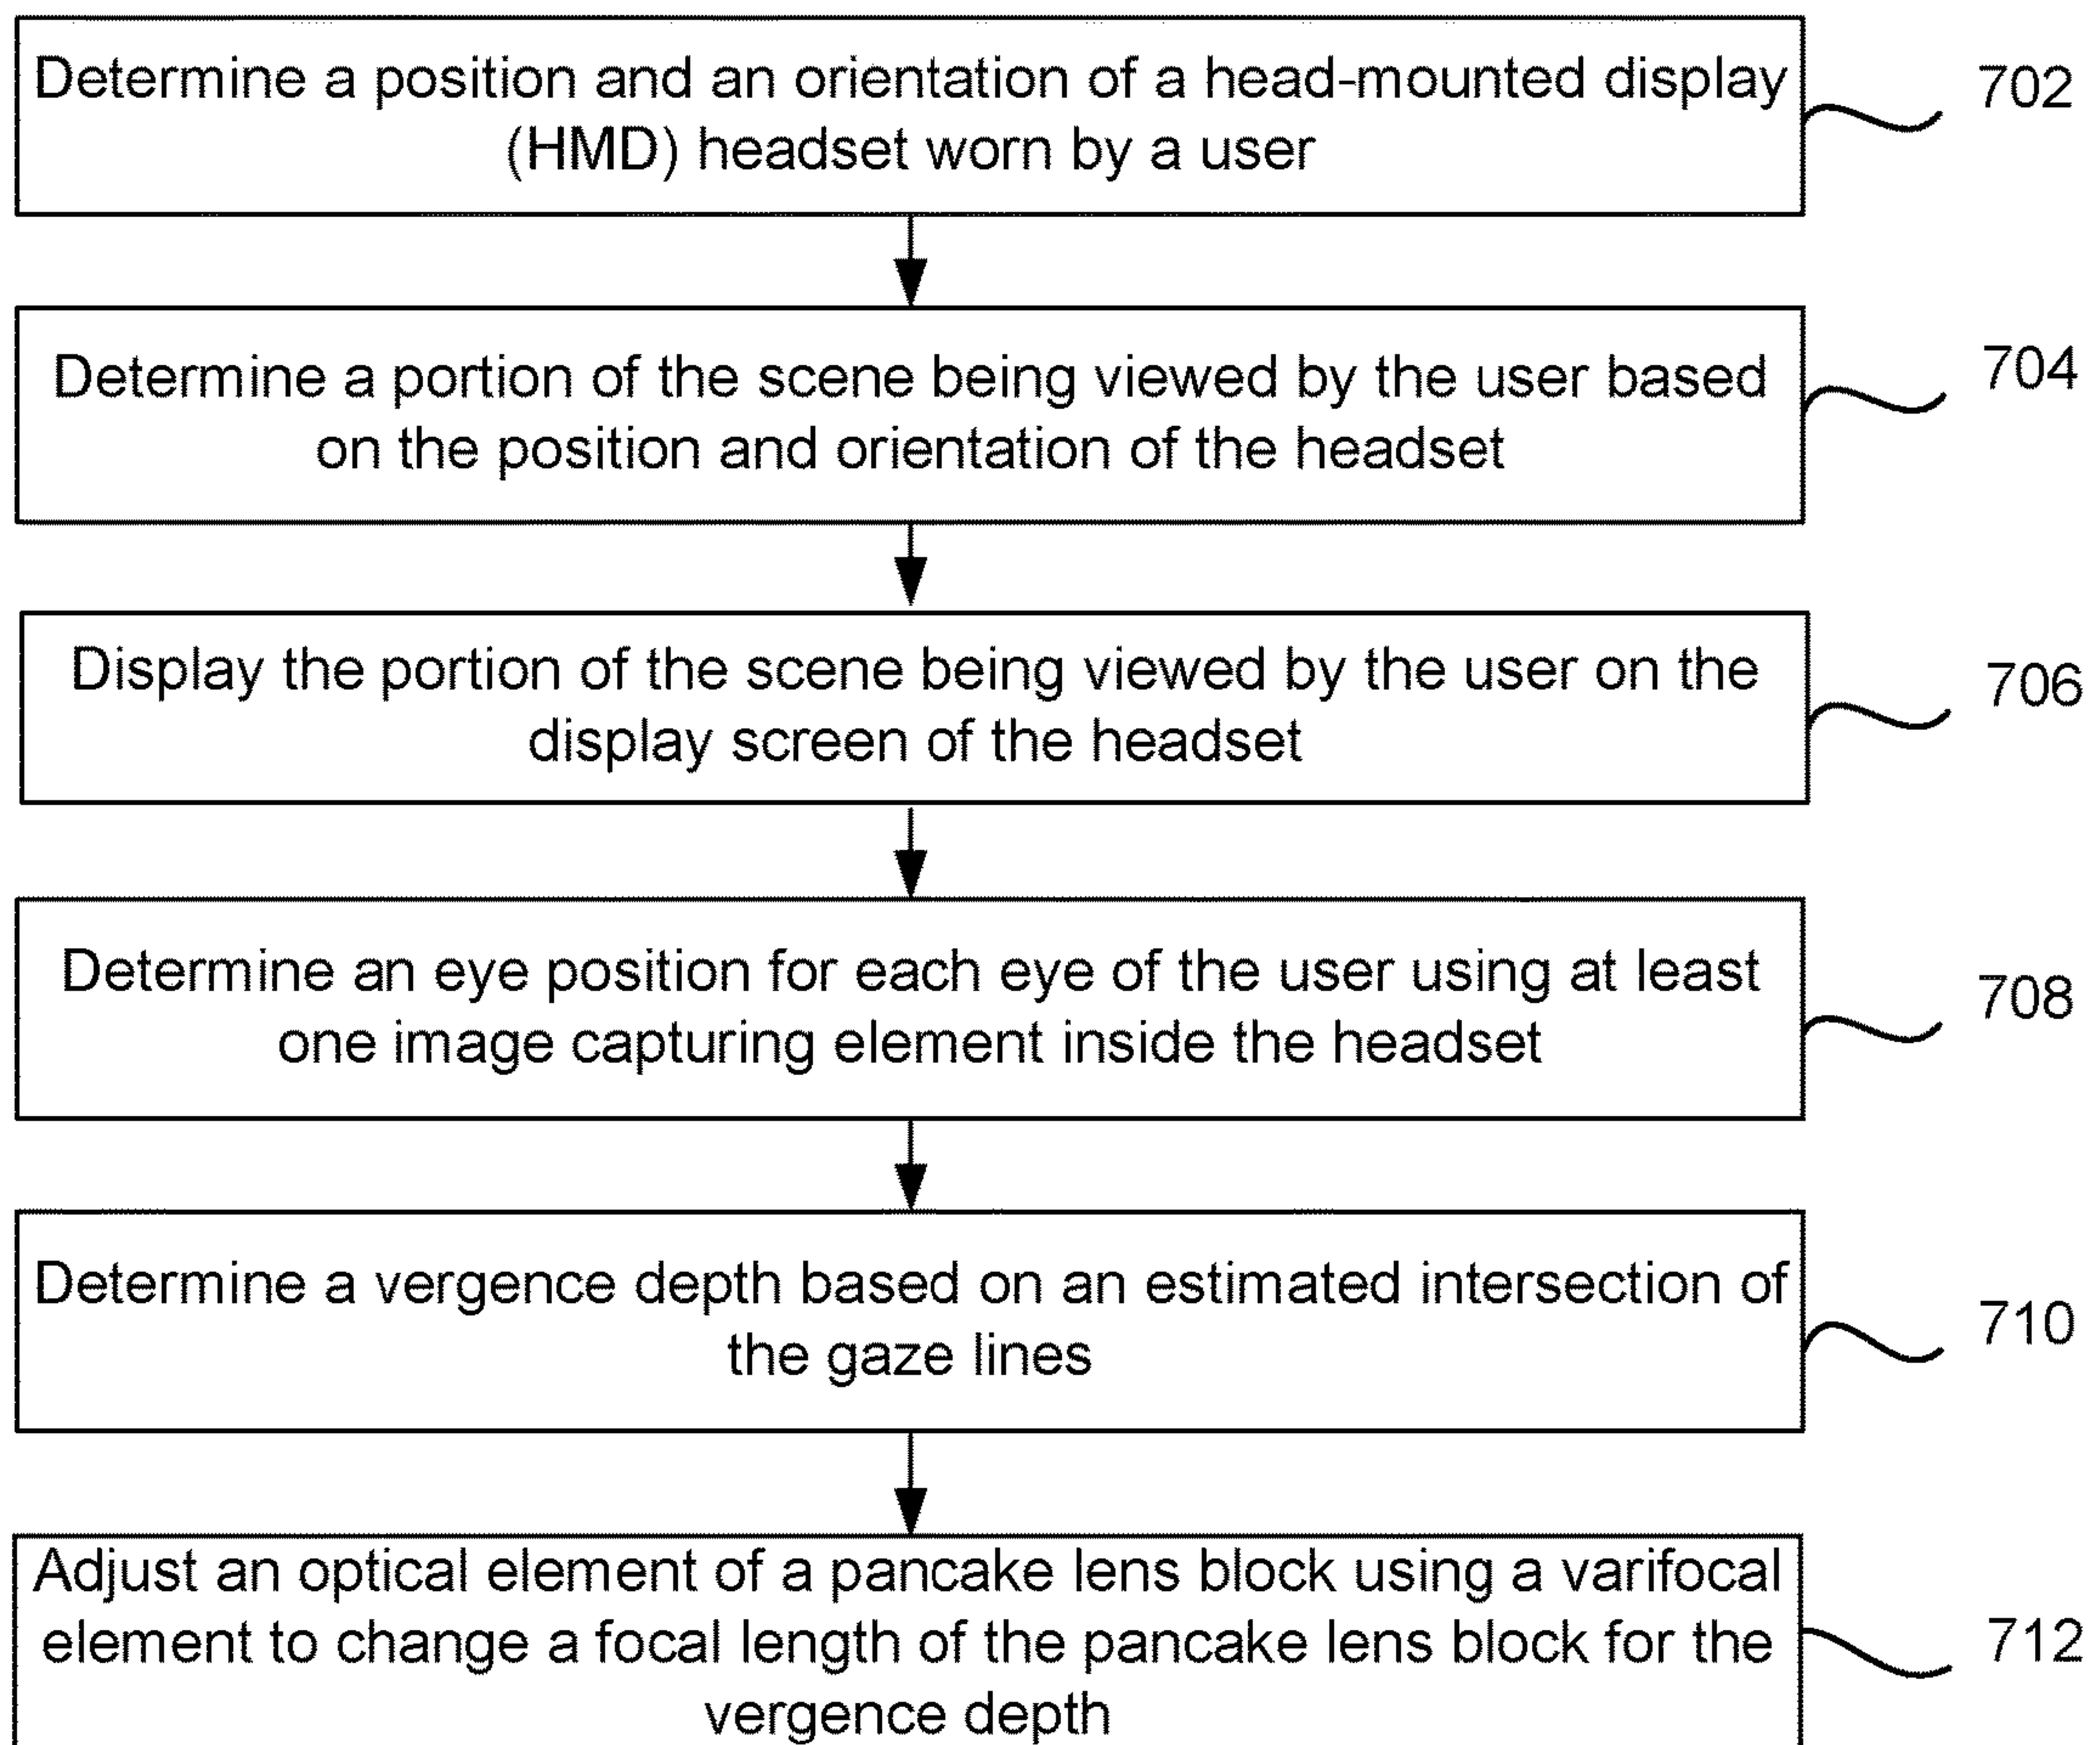 Determine a position and an orientation of a head-mounted display
(HMD) headset worn by a user
702
Determine a portion of the scene being viewed by the user based
on the position and orientation of the headset
704
Display the portion of the scene being viewed by the user on the
display screen of the headset
706
Determine an eye position for each eye of the user using at least
one image capturing element inside the headset
708
Determine a vergence depth based on an estimated intersection of
the gaze lines
710
Adjust an optical element of a pancake lens block using a varifocal
element to change a focal length of the pancake lens block for the
vergence depth
712